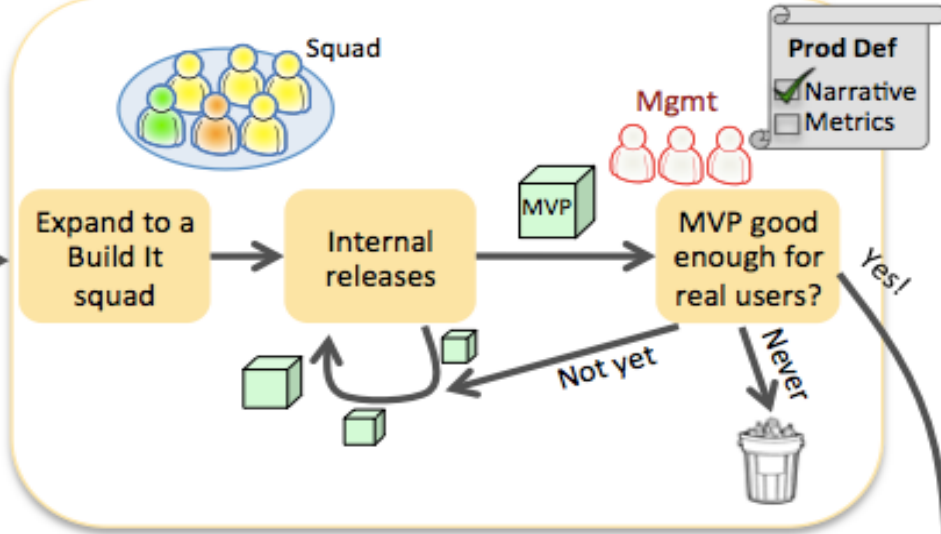 Squad
Prod Def
Narrative
Metrics
Mgmt
Expand to a
Build It
squad
Internal
releases
MVP
MVP good
enough for
real users?
Yes!
Not yet
Never